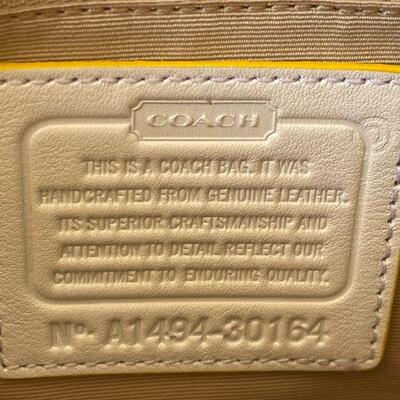 COACH
THIS IS A COACH BAG. IT WAS
HANDCRAFTED FROM GENUINE LEATHER.
ITS SUPERIOR CRAFTSMANSHIP AND
ATTENTION TO DETAIL REFLECT OUR
COMMITMENT TO ENDURING QUALITY.
No. A1494-30164